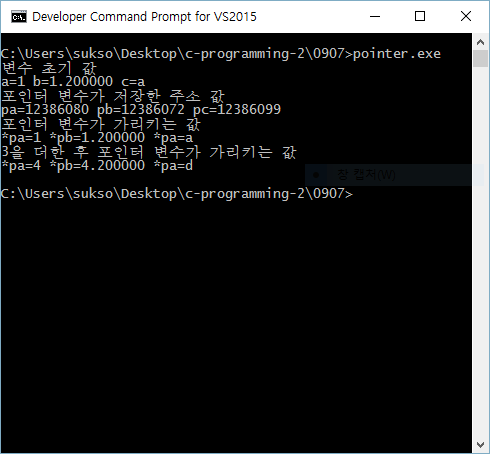 Developer Command Prompt for VS2015
C:\Users\sukso\Desktop\c-programming-2\0907>pointer.exe
변수 초기 값
a=1 b=1.200000 c=a
포인터 변수가 저장한 주소 값
pa=12386080 pb=12386072 pc=12386099
포인터 변수가 가리키는 값
*pa=1 *pb=1.200000 *pa=a
3을 더한 후 포인터 변수가 가리키는 값
*pa=4 *pb=4.200000 *pa=d
창 캡처(W)
C:\Users\sukso\Desktop\c-programming-2\0907>